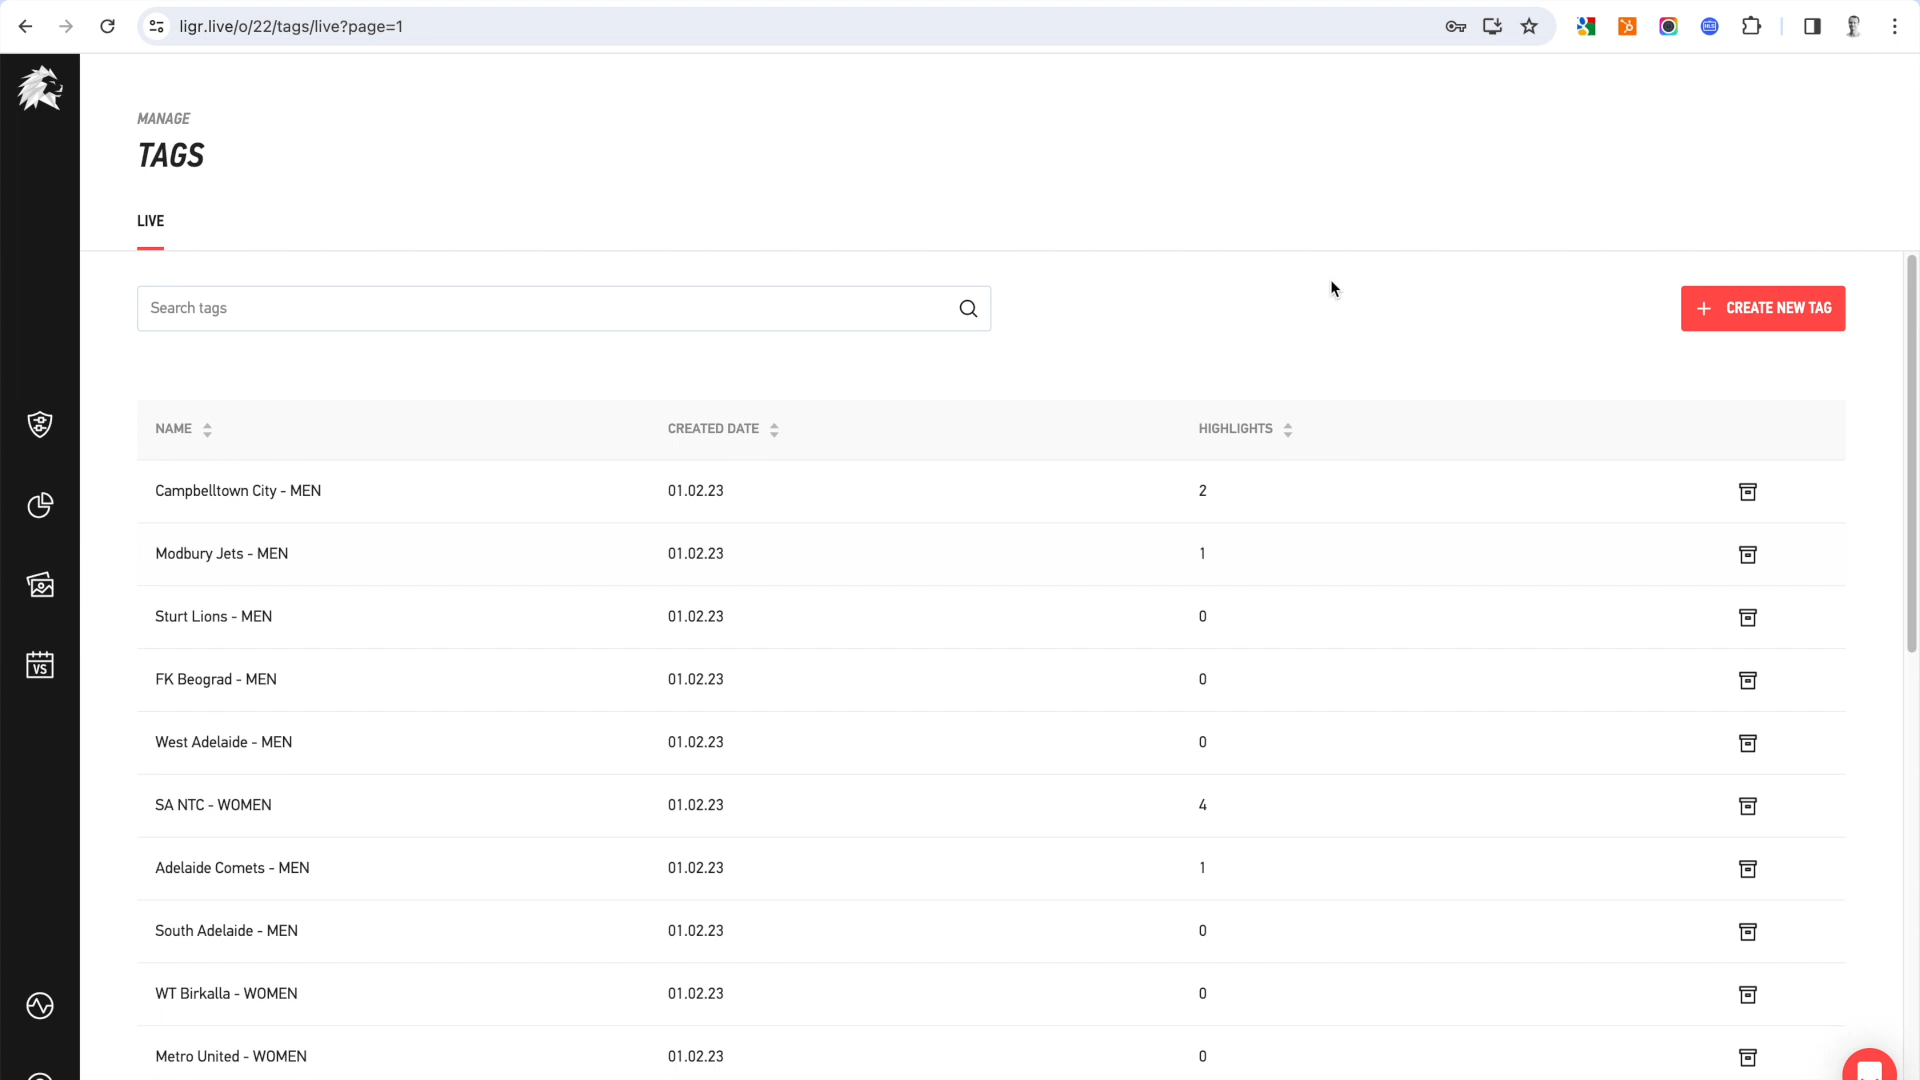 ligr.live/o/22/tags/live?page=1
MANAGE
TAGS
LIVE
Search tags
CREATE NEW TAG
NAME CREATED DATE HIGHLIGHTS
Campbelltown City - MEN 01.02.23 2
Modbury Jets - MEN 01.02.23 1
Sturt Lions - MEN 01.02.23 0
FK Beograd - MEN 01.02.23 0
VS
West Adelaide - MEN 01.02.23 0
SA NTC - WOMEN 01.02.23 4
Adelaide Comets - MEN 01.02.23 1
South Adelaide - MEN 01.02.23 0
WT Birkalla - WOMEN 01.02.23 0
Metro United - WOMEN 01.02.23 0